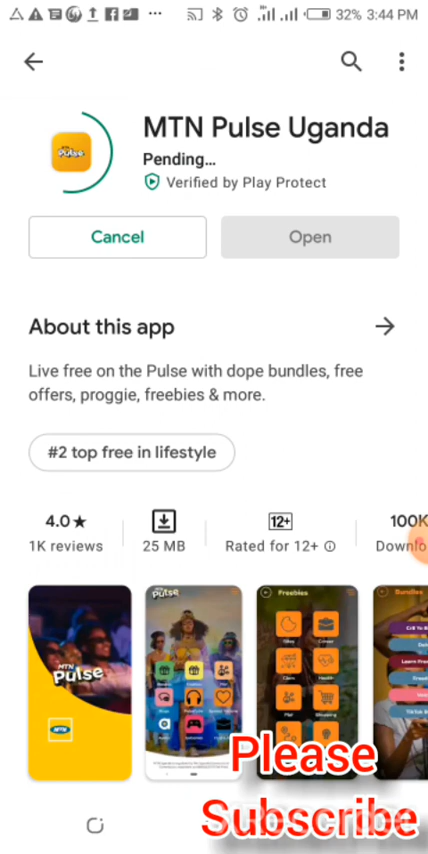 32% 3:44 PM
MTN Pulse Uganda
Pending...
Verified by Play Protect
Cancel
Open
About this app
Live free on the Pulse with dope bundles, free
offers, proggie, freebies & more.
#2 top free in lifestyle
4.0★
1K reviews
25 MB
12+
Rated for 12+
100K
Downlo
MTN
Pulse
MTN
Pulse
Freebies
Bundles
Please
Subscribe